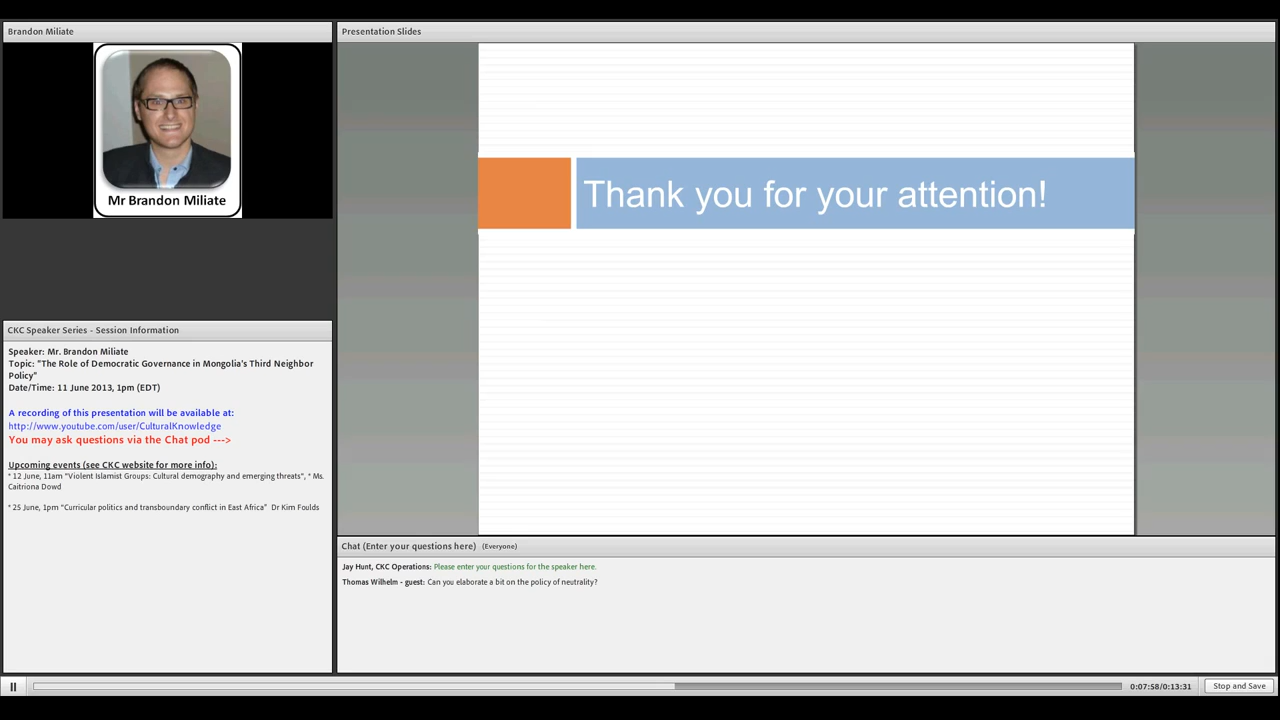 Brandon Miliate
Mr Brandon Miliate
CKC Speaker Series - Session Information
Speaker: Mr. Brandon Miliate
Topic: "The Role of Democratic Governance in Mongolia's Third Neighbor
Policy"
Date/Time: 11 June 2013, 1pm (EDT)
A recording of this presentation will be available at:
http://www.youtube.com/user/CulturalKnowledge
You may ask questions via the Chat pod --->
Upcoming events (see CKC website for more info):
* 12 June, 11am "Violent Islamist Groups: Cultural demography and emerging threats", * Ms.
Caitriona Dowd
* 25 June, 1pm "Curricular politics and transboundary conflict in East Africa" Dr Kim Foulds
Presentation Slides
Thank you for your attention!
Chat (Enter your questions here) (Everyone)
Jay Hunt, CKC Operations: Please enter your questions for the speaker here.
Thomas Wilhelm - guest: Can you elaborate a bit on the policy of neutrality?
0:07:58/0:13:31
Stop and Save